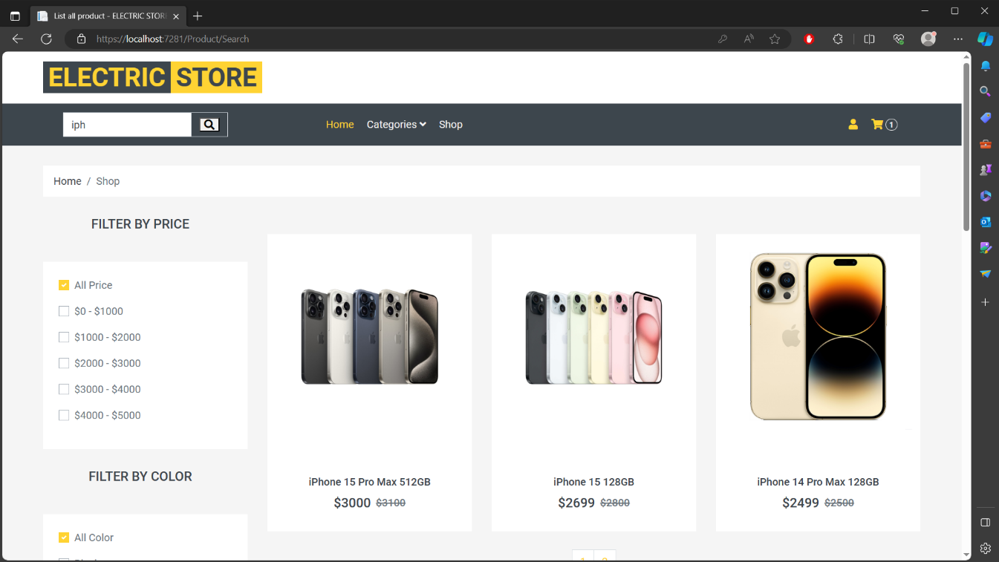 List all product - ELECTRIC STOR
https://localhost:7281/Product/Search
ELECTRIC STORE
iph
Home
Categories
Shop
1
Home / Shop
FILTER BY PRICE
All Price
$0 - $1000
$1000 - $2000
$2000 - $3000
$3000 - $4000
$4000 - $5000
FILTER BY COLOR
All Color
iPhone 15 Pro Max 512GB
$3000 $3100
iPhone 15 128GB
$2699 $2800
iPhone 14 Pro Max 128GB
$2499 $2500